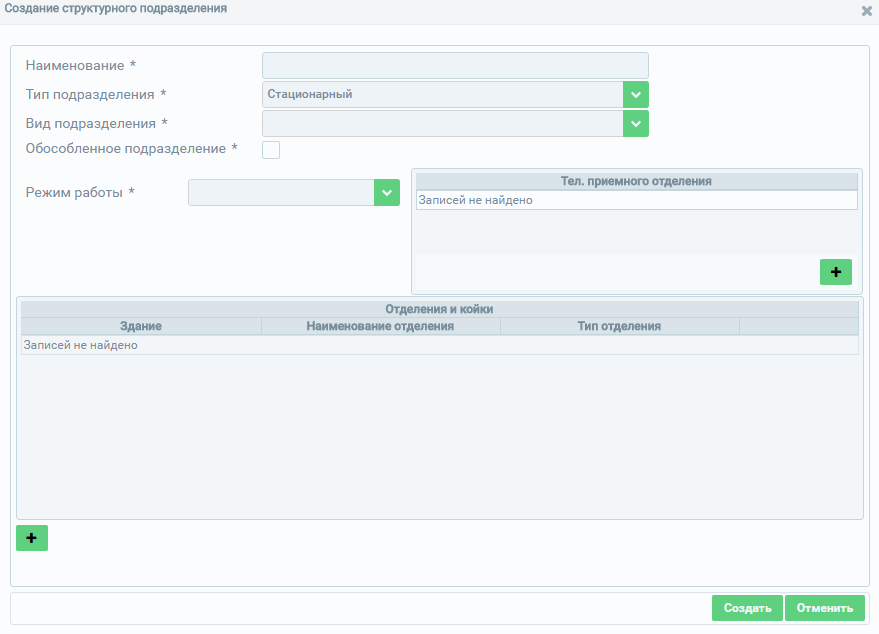 Создание структурного подразделения
Наименование *
Тип подразделения *
Стационарный
Вид подразделения *
Обособленное подразделение *
Режим работы *
Тел. приемного отделения
Записей не найдено
Отделения и койки
Здание Наименование отделения Тип отделения
Записей не найдено
Создать Отменить